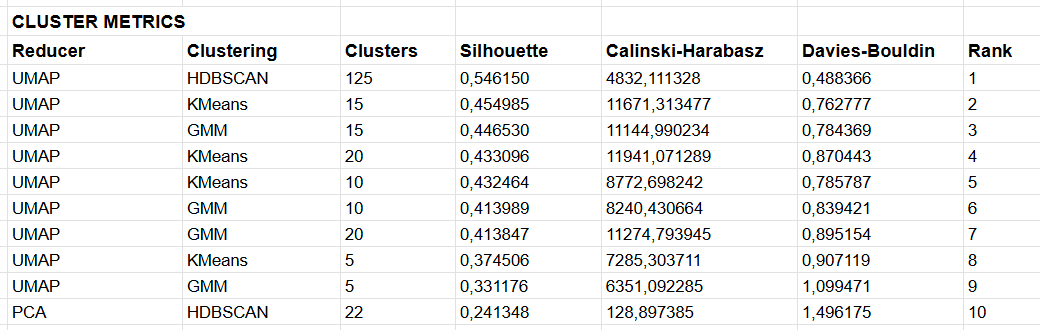 CLUSTER METRICS
Reducer Clustering Clusters Silhouette Calinski-Harabasz Davies-Bouldin Rank
UMAP HDBSCAN 125 0,546150 4832,111328 0,488366 1
UMAP KMeans 15 0,454985 11671,313477 0,762777 2
UMAP GMM 15 0,446530 11144,990234 0,784369 3
UMAP KMeans 20 0,433096 11941,071289 0,870443 4
UMAP KMeans 10 0,432464 8772,698242 0,785787 5
UMAP GMM 10 0,413989 8240,430664 0,839421 6
UMAP GMM 20 0,413847 11274,793945 0,895154 7
UMAP KMeans 5 0,374506 7285,303711 0,907119 8
UMAP GMM 5 0,331176 6351,092285 1,099471 9
PCA HDBSCAN 22 0,241348 128,897385 1,496175 10